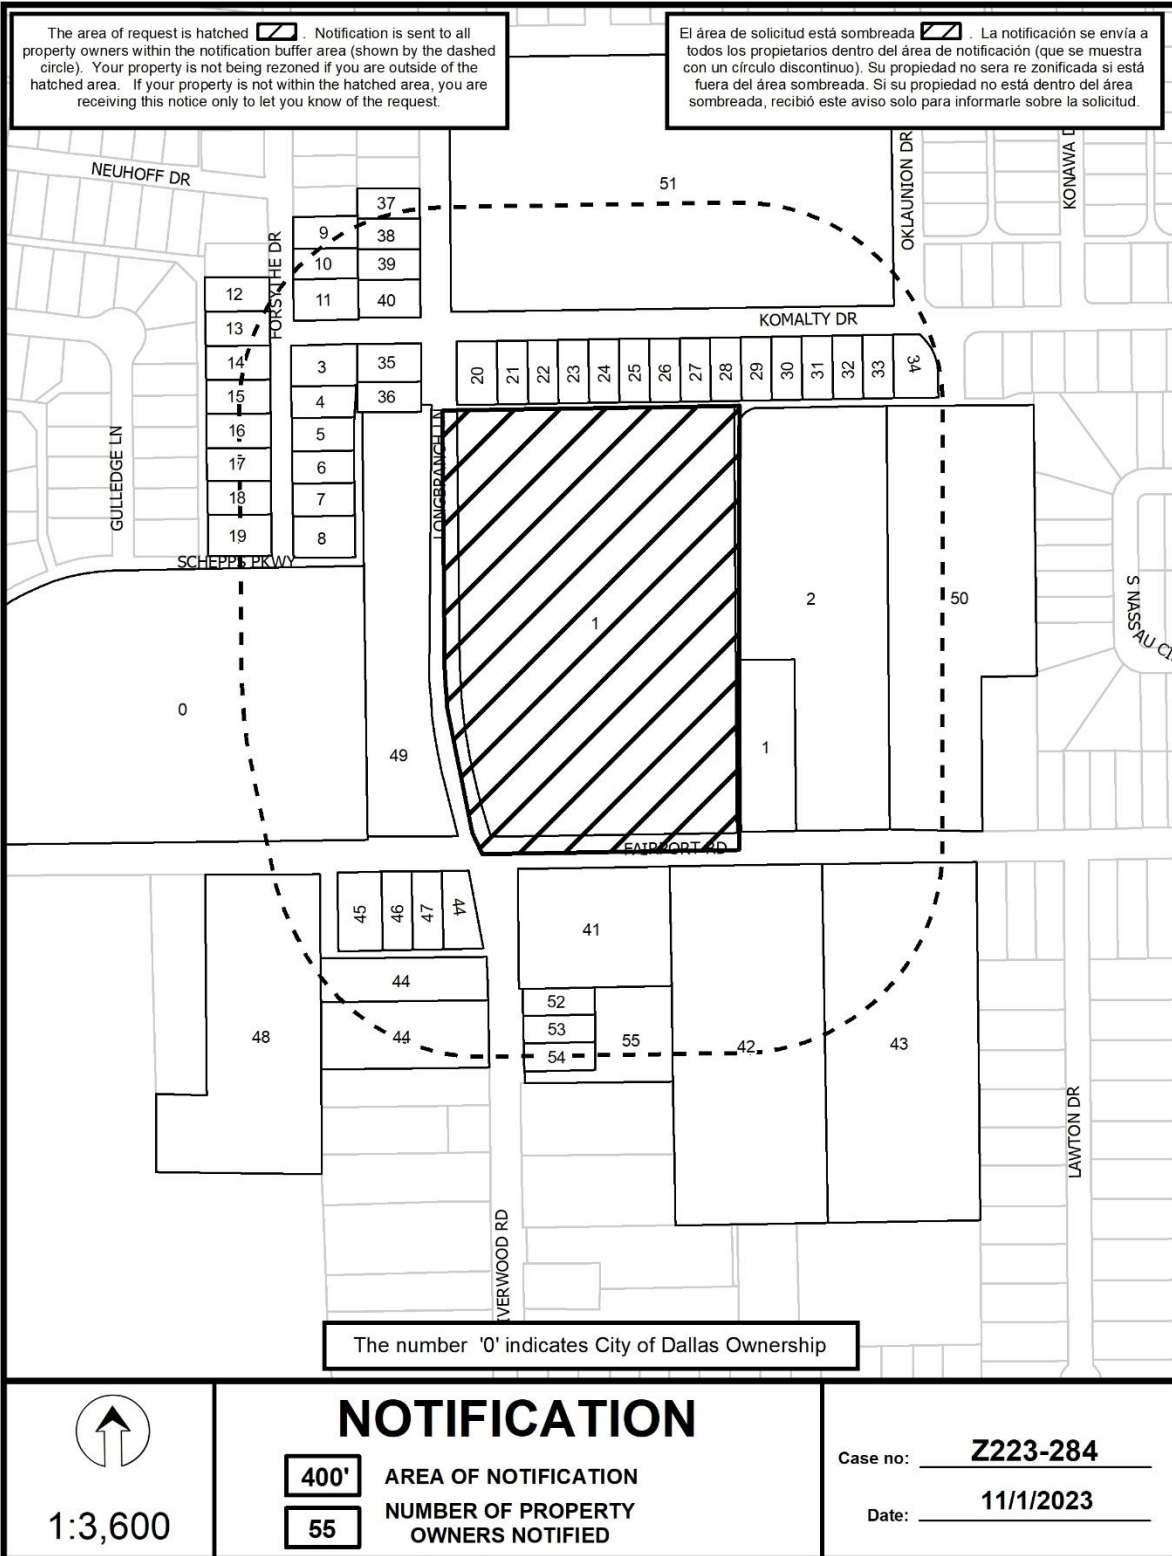 The area of request is hatched . Notification is sent to all
property owners within the notification buffer area (shown by the dashed
circle). Your property is not being rezoned if you are outside of the
hatched area. If your property is not within the hatched area, you are
receiving this notice only to let you know of the request.
El área de solicitud está sombreada . La notificación se envía a
todos los propietarios dentro del área de notificación (que se muestra
con un círculo discontinuo). Su propiedad no sera re zonificada si está
fuera del área sombreada. Si su propiedad no está dentro del área
sombreada, recibió este aviso solo para informarle sobre la solicitud.
NEUHOFF DR
FORSYTHE DR
OKLAUNION DR
KONAWA
51
37
9
38
10
39
12
11
40
13
KOMALTY DR
14
3
35
20
21
22
23
24
25
26
27
28
29
30
31
32
33
34
15
4
36
16
5
17
6
18
7
19
8
GULLEDGE LN
LONGBRANCH LN
SCHEPPS PKWY
S NASSAU
1
2
50
0
49
1
FAIRPORT RD
45
46
47
44
41
44
52
48
44
53
55
42
43
54
LAWTON DR
IVERWOOD RD
The number '0' indicates City of Dallas Ownership
1:3,600
NOTIFICATION
400' AREA OF NOTIFICATION
55 NUMBER OF PROPERTY
OWNERS NOTIFIED
Case no: Z223-284
Date: 11/1/2023